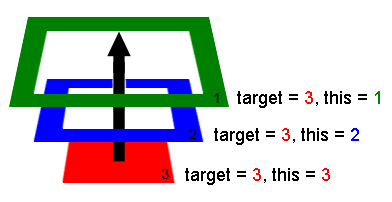 1 target = 3, this = 1
2 target = 3, this = 2
3 target = 3, this = 3